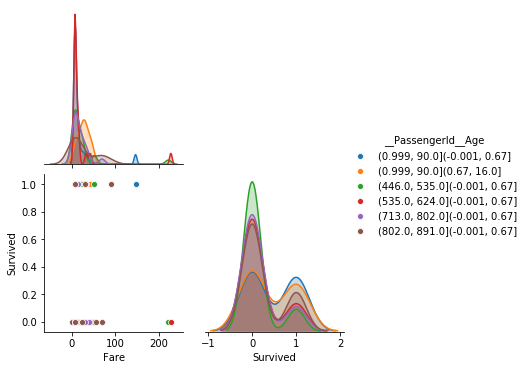 __PassengerId__Age
(0.999, 90.0](-0.001, 0.67]
(0.999, 90.0](0.67, 16.0]
(446.0, 535.0](-0.001, 0.67]
(535.0, 624.0](-0.001, 0.67]
(713.0, 802.0](-0.001, 0.67]
(802.0, 891.0](-0.001, 0.67]
1.0
0.8
0.6
0.4
0.2
0.0
Survived
0 100 200
Fare
−1 0 1 2
Survived